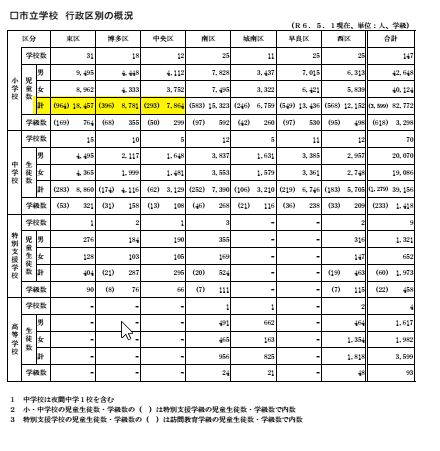 □市立学校 行政区別の概況
(R6.5.1現在、単位:人、学級)
区分 東区 博多区 中央区 南区 城南区 早良区 西区 合計
小学校 学校数 31 18 12 25 11 25 25 147
児童数 男 9,495 4,448 4,112 7,828 3,437 7,015 6,313 42,648
女 8,962 4,333 3,752 7,495 3,322 6,421 5,839 40,124
計 (964) 18,457 (396) 8,781 (293) 7,864 (583) 15,323 (246) 6,759 (549) 13,436 (568) 12,152 (3,599) 82,772
学級数 (169) 764 (68) 355 (50) 299 (97) 592 (42) 260 (97) 530 (95) 498 (618) 3,298
中学校 学校数 15 10 5 12 5 11 12 70
生徒数 男 4,495 2,117 1,648 3,837 1,631 3,385 2,957 20,070
女 4,365 1,999 1,481 3,553 1,579 3,361 2,748 19,086
計 (283) 8,860 (174) 4,116 (62) 3,129 (252) 7,390 (106) 3,210 (219) 6,746 (183) 5,705 (1,279) 39,156
学級数 (53) 321 (31) 158 (13) 108 (46) 268 (21) 116 (36) 238 (33) 209 (233) 1,418
特別支援学校 学校数 1 2 1 3 - - 2 9
児童生徒数 男 276 184 190 355 - - 316 1,321
女 128 103 105 169 - - 147 652
計 404 (21) 287 295 (20) 524 - - (19) 463 (60) 1,973
学級数 90 (8) 76 66 (7) 111 - - (7) 115 (22) 458
高等学校 学校数 - - - 1 1 - 2 4
生徒数 男 - - - 491 662 - 464 1,617
女 - - - 465 163 - 1,354 1,982
計 - - - 956 825 - 1,818 3,599
学級数 - - - 24 21 - 48 93
1 中学校は夜間中学1校を含む
2 小・中学校の児童生徒数・学級数の( )は特別支援学級の児童生徒数・学級数で内数
3 特別支援学校の児童生徒数・学級数の( )は訪問教育学級の児童生徒数・学級数で内数